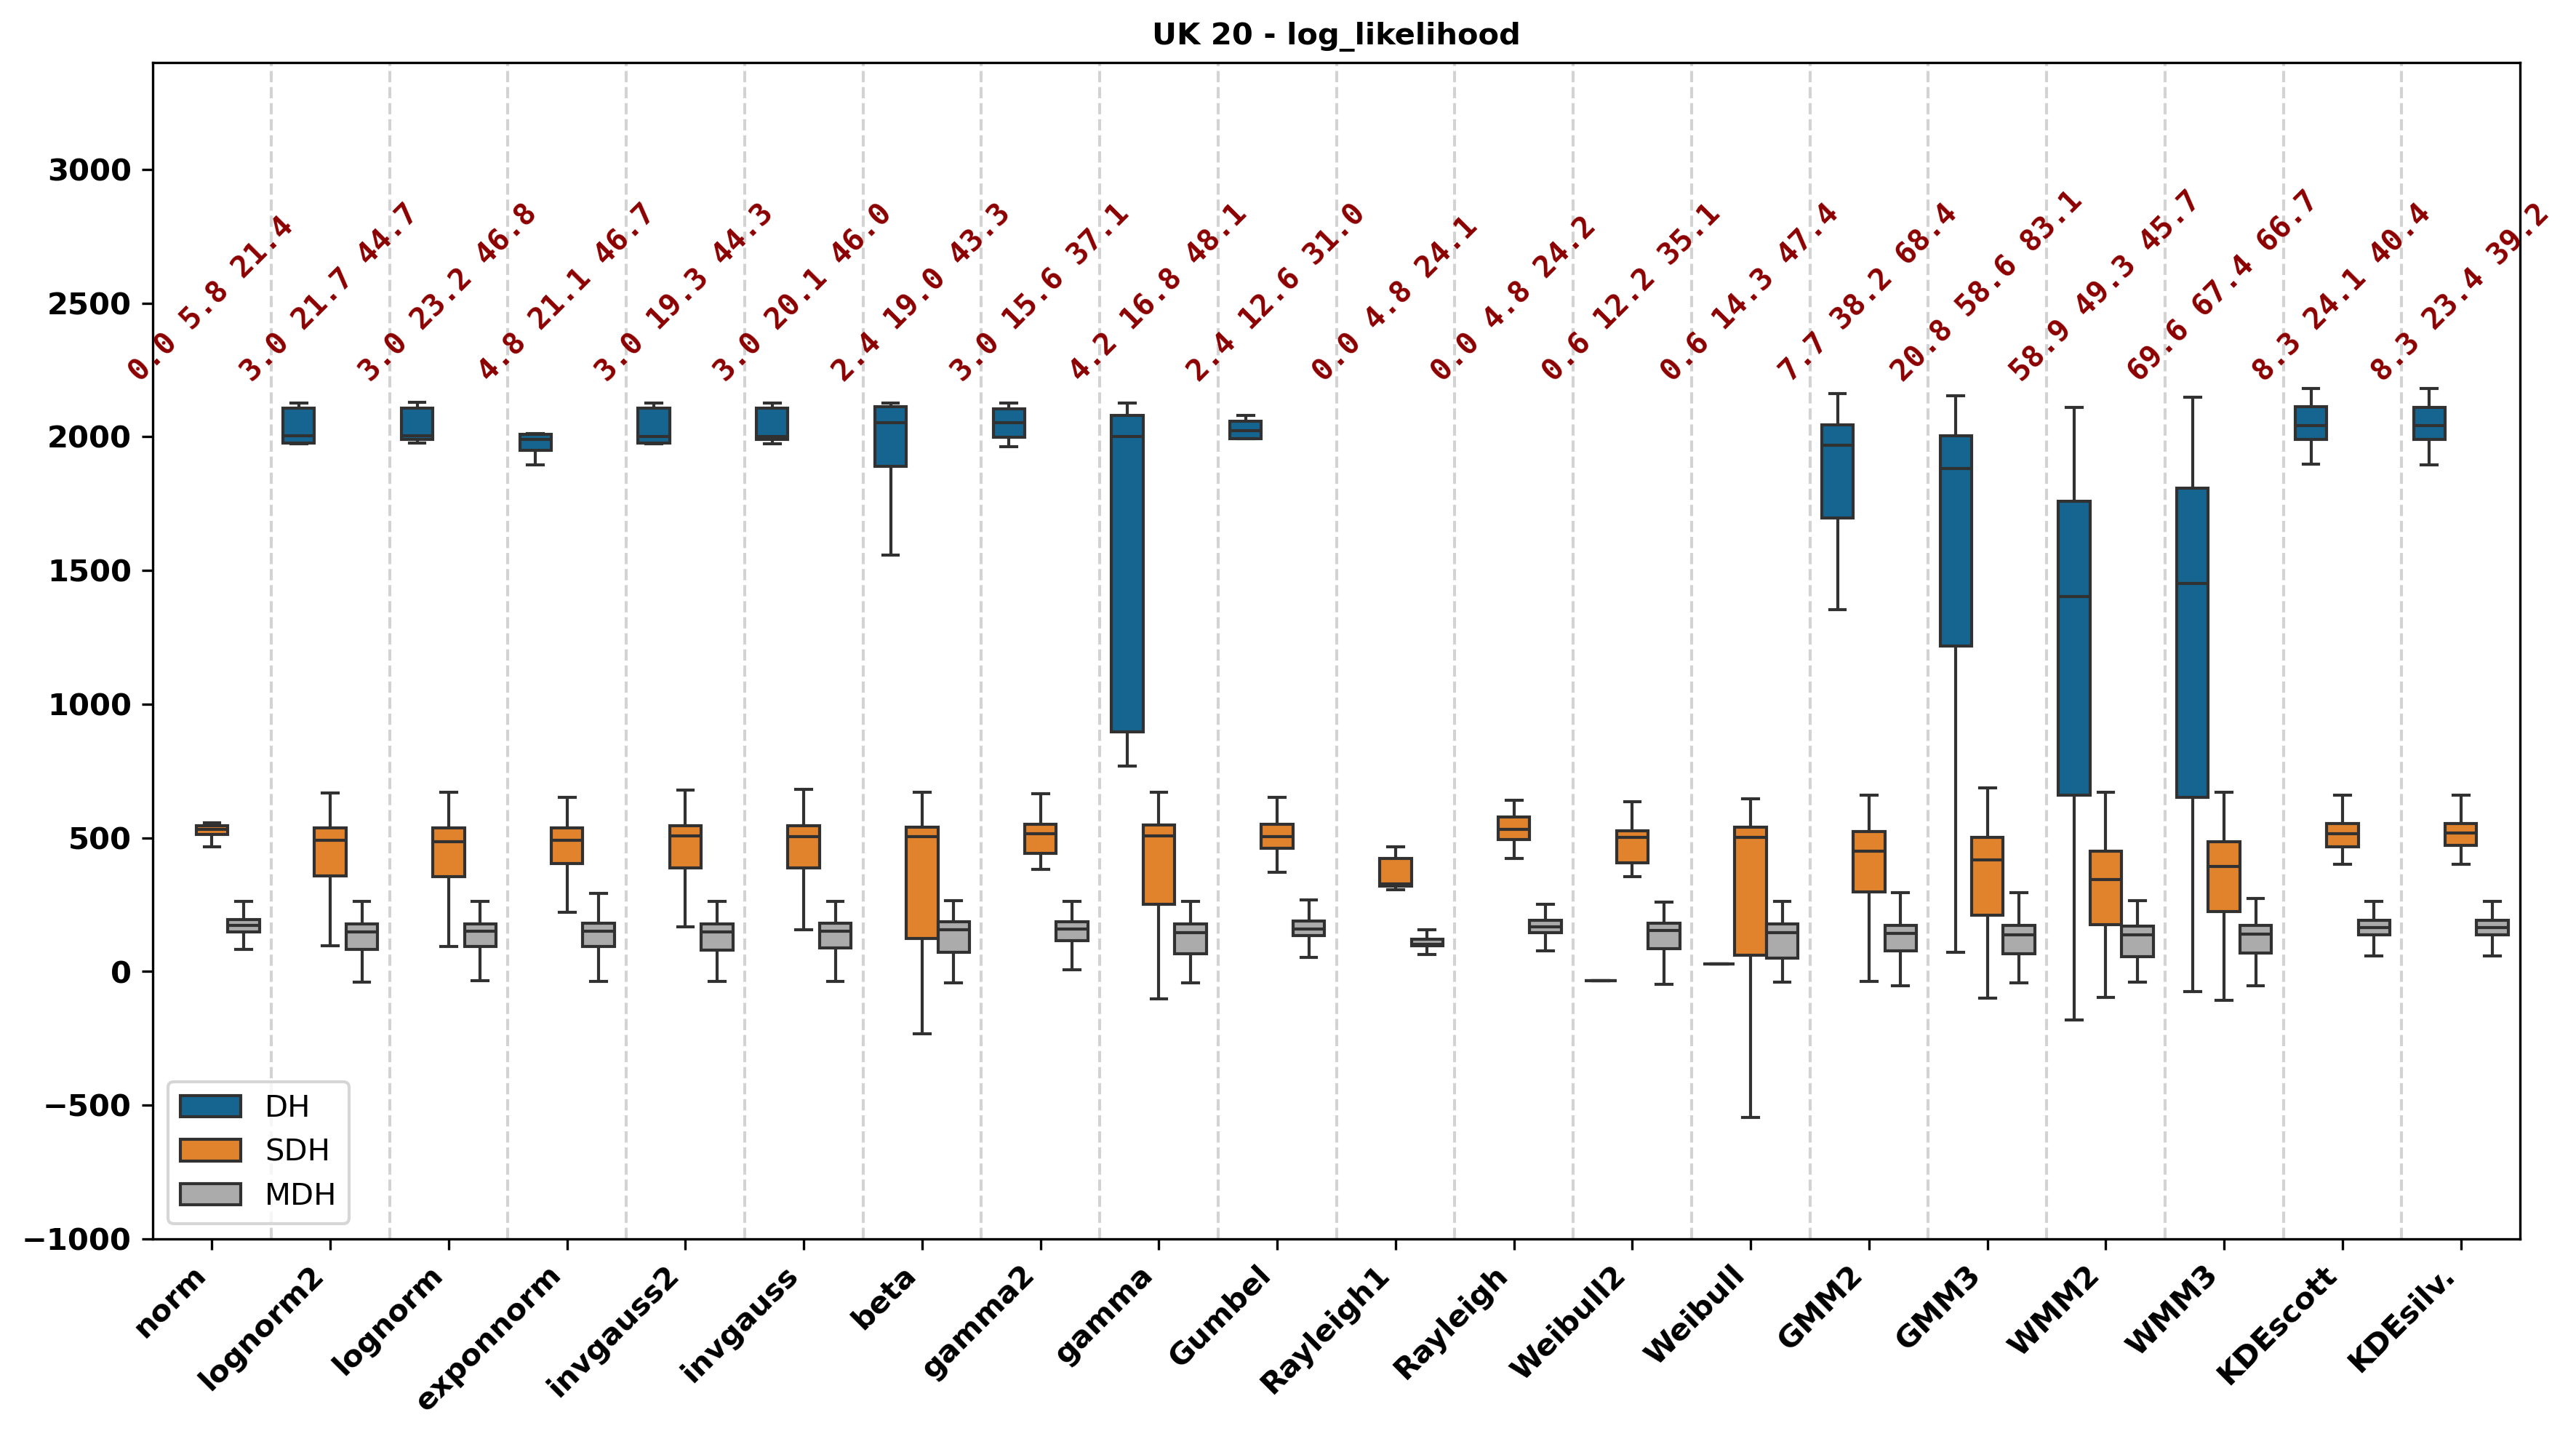 UK 20 - log_likelihood
3000
2500
2000
1500
1000
500
0
−500
−1000
0.0 5.8 21.4
3.0 21.7 44.7
3.0 23.2 46.8
4.8 21.1 46.7
3.0 19.3 44.3
3.0 20.1 46.0
2.4 19.0 43.3
3.0 15.6 37.1
4.2 16.8 48.1
2.4 12.6 31.0
0.0 4.8 24.1
0.0 4.8 24.2
0.6 12.2 35.1
0.6 14.3 47.4
7.7 38.2 68.4
20.8 58.6 83.1
58.9 49.3 45.7
69.6 67.4 66.7
8.3 24.1 40.4
8.3 23.4 39.2
DH
SDH
MDH
norm
lognorm2
lognorm
exponnorm
invgauss2
invgauss
beta
gamma2
gamma
Gumbel
Rayleigh1
Rayleigh
Weibull2
Weibull
GMM2
GMM3
WMM2
WMM3
KDEscott
KDEsilv.